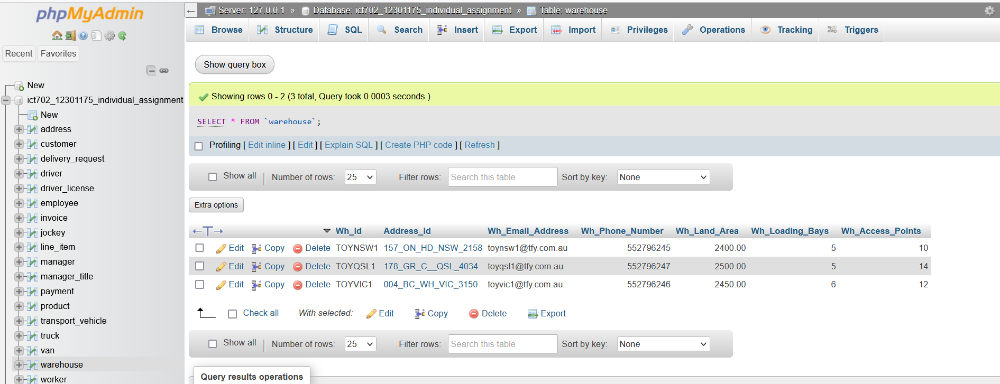 phpMyAdmin
Recent Favorites
New
ict702_12301175_individual_assignment
New
address
customer
delivery_request
driver
driver_license
employee
invoice
jockey
line_item
manager
manager_title
payment
product
transport_vehicle
truck
van
warehouse
worker
Server: 127.0.0.1 » Database: ict702_12301175_individual_assignment » Table: warehouse
Browse Structure SQL Search Insert Export Import Privileges Operations Tracking Triggers
Show query box
Showing rows 0 - 2 (3 total, Query took 0.0003 seconds.)
SELECT * FROM `warehouse`;
Profiling [ Edit inline ] [ Edit ] [ Explain SQL ] [ Create PHP code ] [ Refresh ]
Show all Number of rows: 25 Filter rows: Search this table Sort by key: None
Extra options
←T→ Wh_Id Address_Id Wh_Email_Address Wh_Phone_Number Wh_Land_Area Wh_Loading_Bays Wh_Access_Points
Edit Copy Delete TOYNSW1 157_ON_HD_NSW_2158 toynsw1@tfy.com.au 552796245 2400.00 5 10
Edit Copy Delete TOYQSL1 178_GR_C__QSL_4034 toyqsl1@tfy.com.au 552796247 2500.00 5 14
Edit Copy Delete TOYVIC1 004_BC_WH_VIC_3150 toyvic1@tfy.com.au 552796246 2450.00 6 12
Check all With selected: Edit Copy Delete Export
Show all Number of rows: 25 Filter rows: Search this table Sort by key: None
Query results operations